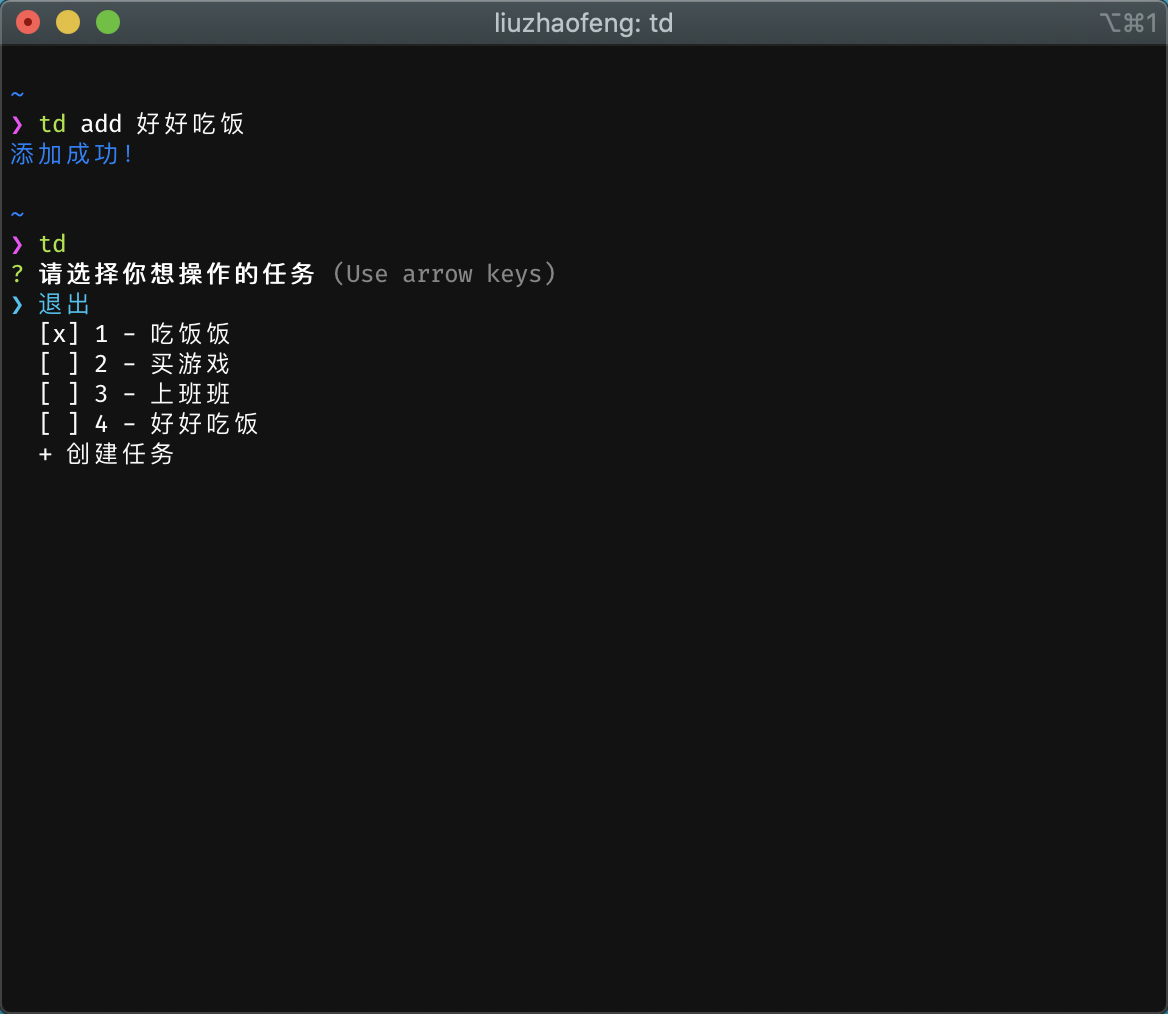 liuzhaofeng: td
⌥⌘1
~
❯ td add 好好吃饭
添加成功!
~
❯ td
? 请选择你想操作的任务 (Use arrow keys)
❯ 退出
[x] 1 - 吃饭饭
[ ] 2 - 买游戏
[ ] 3 - 上班班
[ ] 4 - 好好吃饭
+ 创建任务